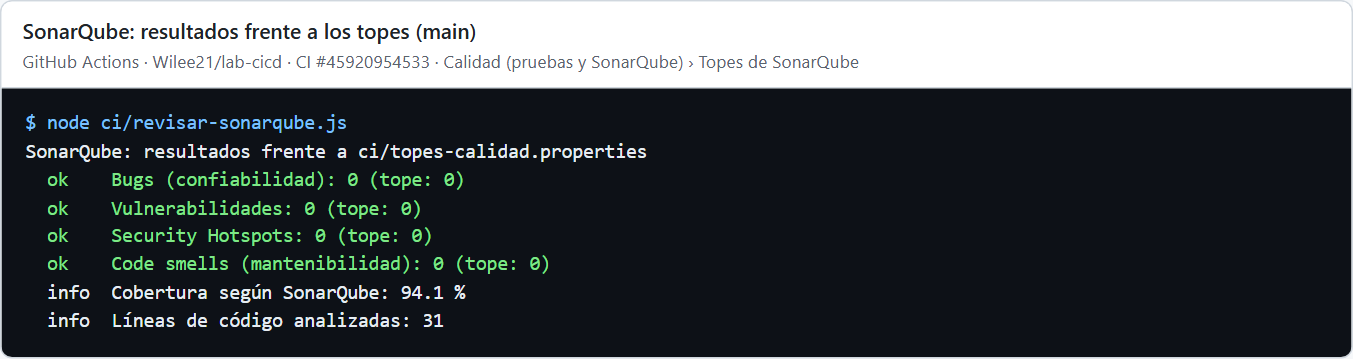 SonarQube: resultados frente a los topes (main)
GitHub Actions · Wilee21/lab-cicd · CI #45920954533 · Calidad (pruebas y SonarQube) › Topes de SonarQube
$ node ci/revisar-sonarqube.js
SonarQube: resultados frente a ci/topes-calidad.properties
ok Bugs (confiabilidad): 0 (tope: 0)
ok Vulnerabilidades: 0 (tope: 0)
ok Security Hotspots: 0 (tope: 0)
ok Code smells (mantenibilidad): 0 (tope: 0)
info Cobertura según SonarQube: 94.1 %
info Líneas de código analizadas: 31